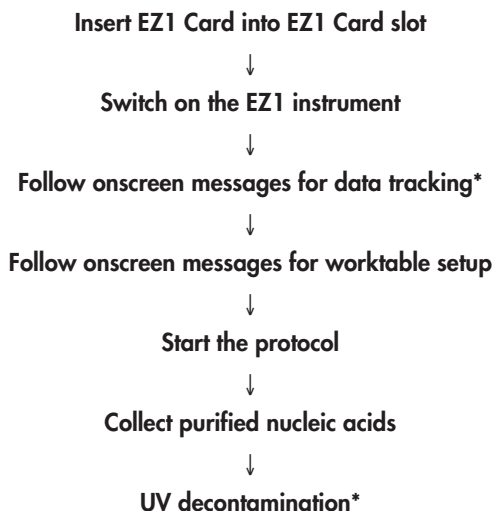 Insert EZ1 Card into EZ1 Card slot
↓
Switch on the EZ1 instrument
↓
Follow onscreen messages for data tracking*
↓
Follow onscreen messages for worktable setup
↓
Start the protocol
↓
Collect purified nucleic acids
↓
UV decontamination*